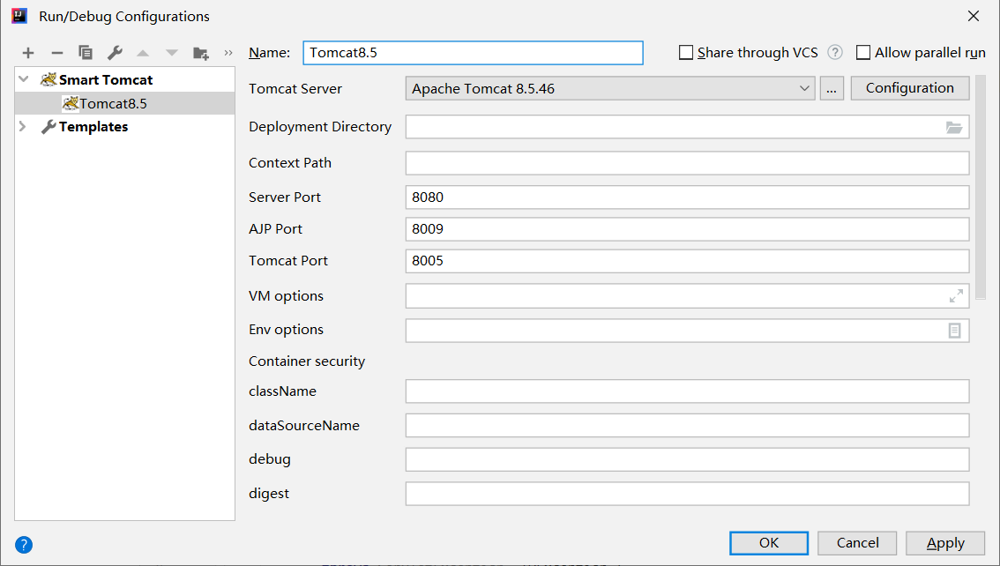 Run/Debug Configurations
Name: Tomcat8.5 Share through VCS ? Allow parallel run
Smart Tomcat
Tomcat8.5
Templates
Tomcat Server Apache Tomcat 8.5.46 ... Configuration
Deployment Directory
Context Path
Server Port 8080
AJP Port 8009
Tomcat Port 8005
VM options
Env options
Container security
className
dataSourceName
debug
digest
? OK Cancel Apply